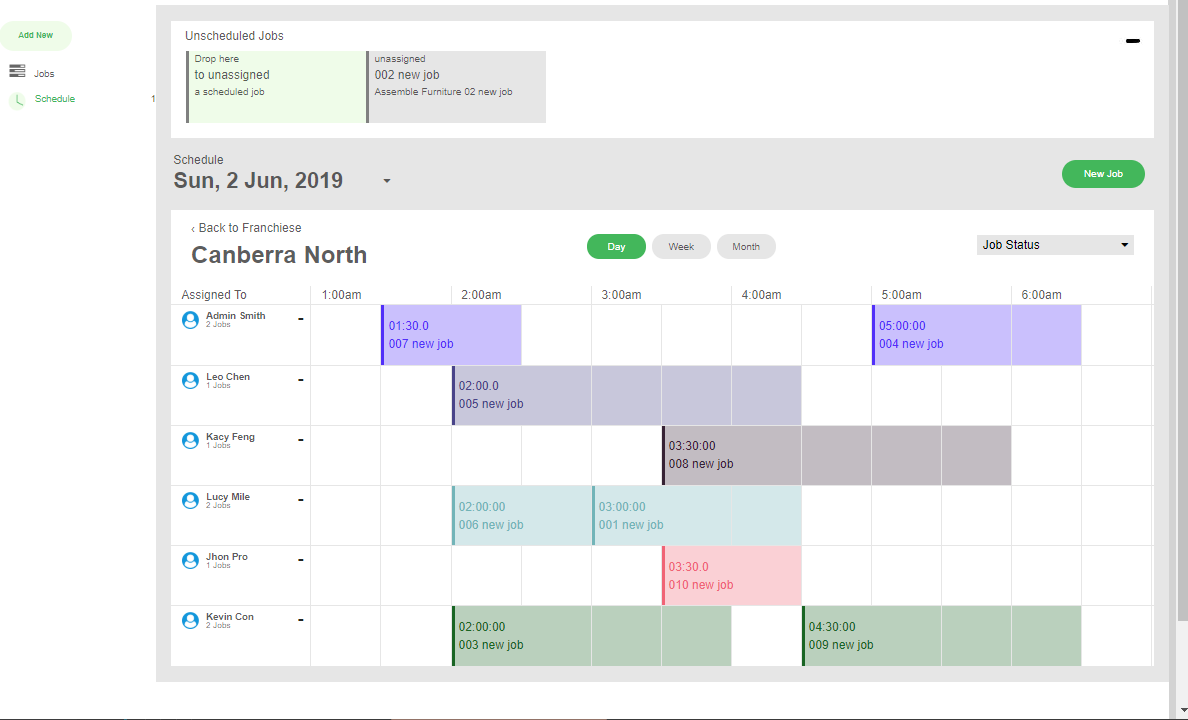 Add New
Jobs
Schedule 1
Unscheduled Jobs
Drop here
to unassigned
a scheduled job
unassigned
002 new job
Assemble Furniture 02 new job
Schedule
Sun, 2 Jun, 2019
New Job
‹ Back to Franchiese
Canberra North
Day Week Month
Job Status
Assigned To 1:00am 2:00am 3:00am 4:00am 5:00am 6:00am
Admin Smith
2 Jobs
01:30.0
007 new job
05:00:00
004 new job
Leo Chen
1 Jobs
02:00.0
005 new job
Kacy Feng
1 Jobs
03:30:00
008 new job
Lucy Mile
2 Jobs
02:00:00
006 new job
03:00:00
001 new job
Jhon Pro
1 Jobs
03:30.0
010 new job
Kevin Con
2 Jobs
02:00:00
003 new job
04:30:00
009 new job